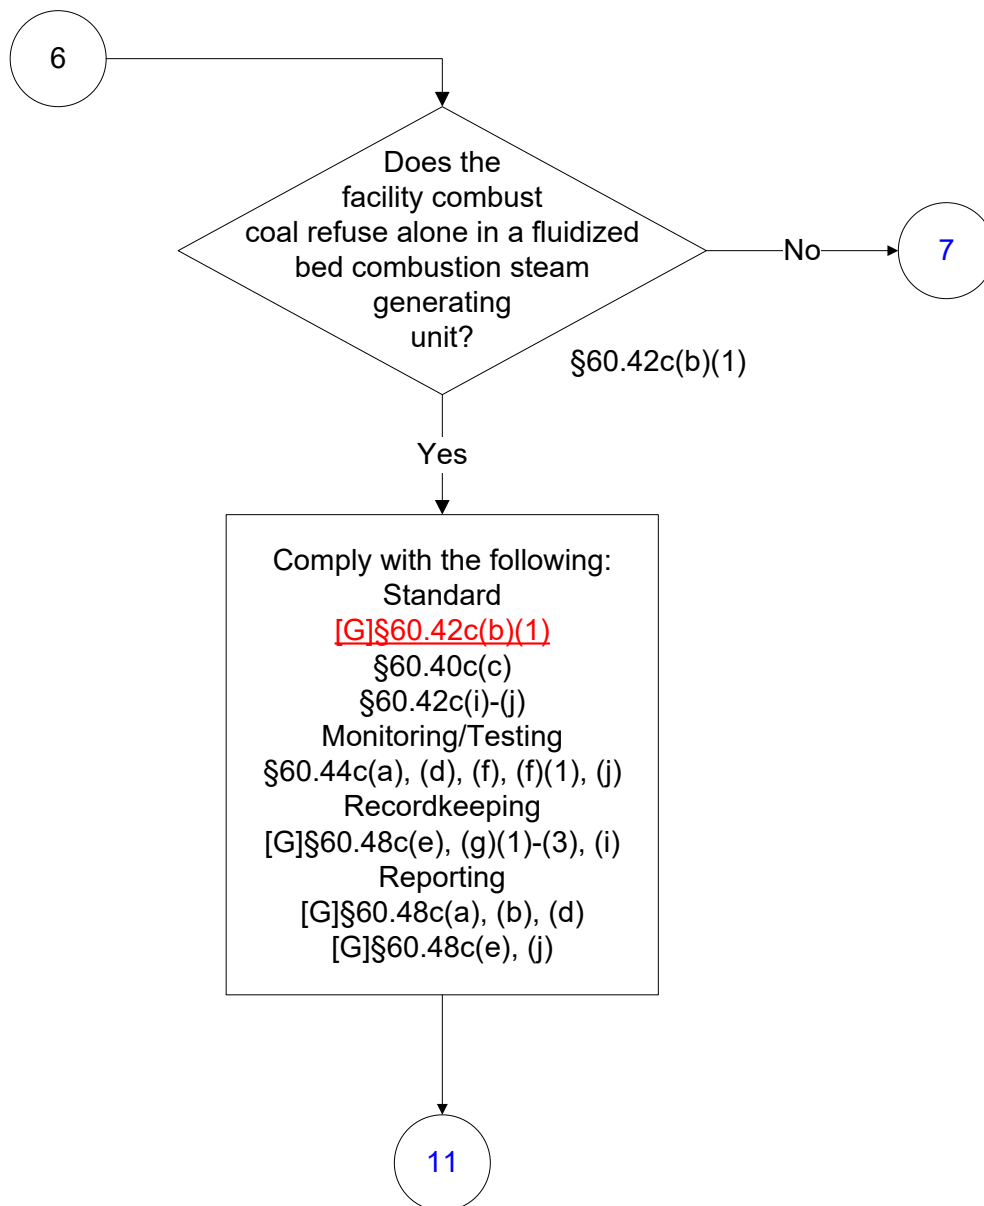 6
Does the
facility combust
coal refuse alone in a fluidized
bed combustion steam
generating
unit?
No
7
§60.42c(b)(1)
Yes
Comply with the following:
Standard
[G]§60.42c(b)(1)
§60.40c(c)
§60.42c(i)-(j)
Monitoring/Testing
§60.44c(a), (d), (f), (f)(1), (j)
Recordkeeping
[G]§60.48c(e), (g)(1)-(3), (i)
Reporting
[G]§60.48c(a), (b), (d)
[G]§60.48c(e), (j)
11